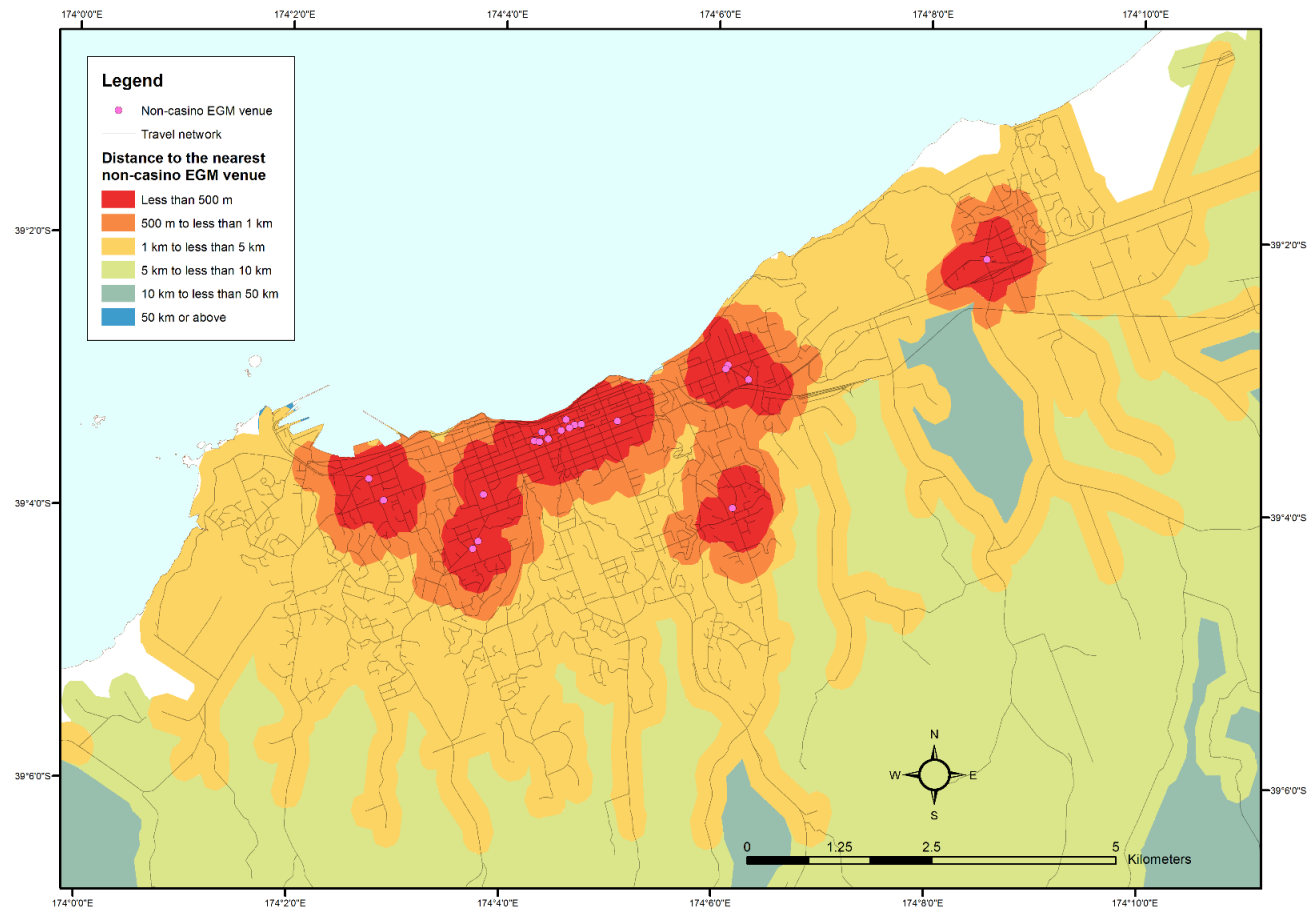 174°0'0"E 174°2'0"E 174°4'0"E 174°6'0"E 174°8'0"E 174°10'0"E
Legend
Non-casino EGM venue
Travel network
Distance to the nearest
non-casino EGM venue
Less than 500 m
500 m to less than 1 km
1 km to less than 5 km
5 km to less than 10 km
10 km to less than 50 km
50 km or above
39°2'0"S 39°2'0"S
39°4'0"S 39°4'0"S
N
W E
S
39°6'0"S 39°6'0"S
0 1.25 2.5 5
Kilometers
174°0'0"E 174°2'0"E 174°4'0"E 174°6'0"E 174°8'0"E 174°10'0"E